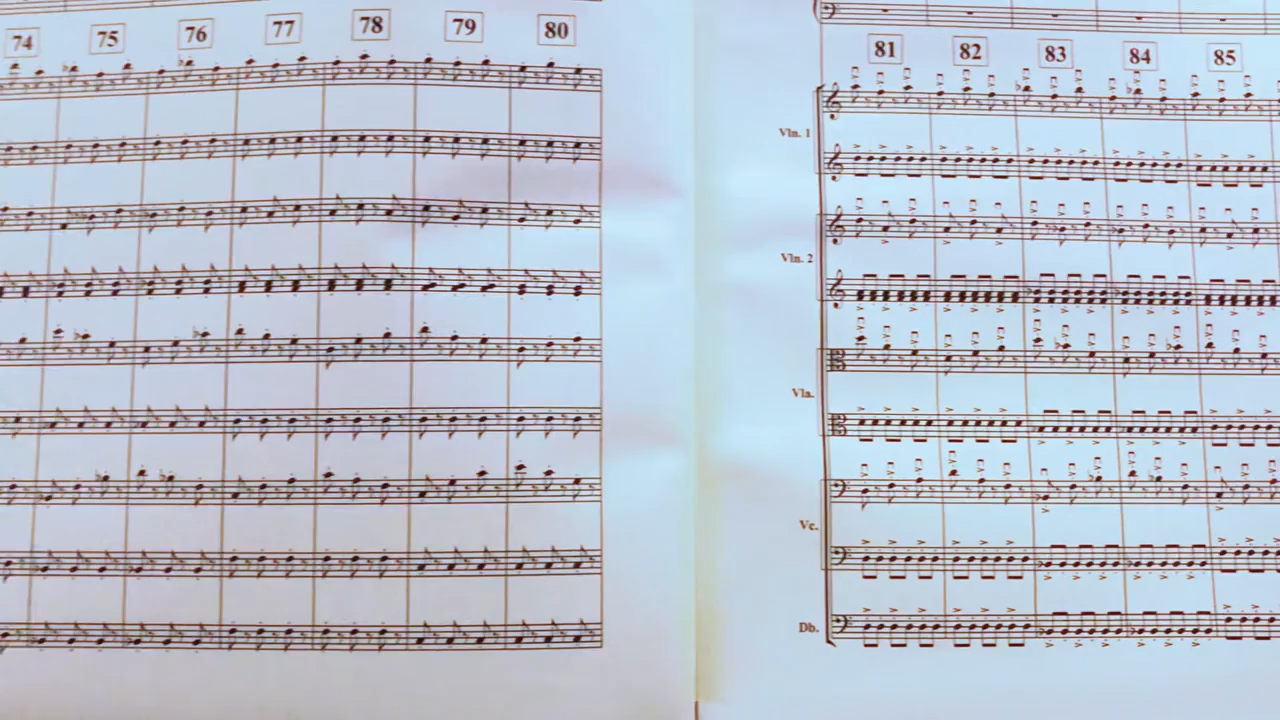 74 75 76 77 78 79 80
81 82 83 84 85
Vln. 1
Vln. 2
Vla.
Vc.
Db.